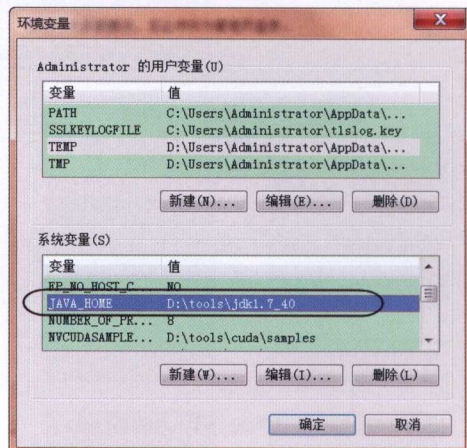 环境变量
Administrator 的用户变量(U)
变量 值
PATH C:\Users\Administrator\AppData\...
SSLKEYLOGFILE C:\Users\Administrator\tlslog.key
TEMP D:\Users\Administrator\AppData\...
TMP D:\Users\Administrator\AppData\...
新建(N)... 编辑(E)... 删除(D)
系统变量(S)
变量 值
FP_NO_HOST_C... NO
JAVA_HOME D:\tools\jdk1.7_40
NUMBER_OF_PR... 8
NVCUDASAMPLE... D:\tools\cuda\samples
新建(W)... 编辑(I)... 删除(L)
确定 取消